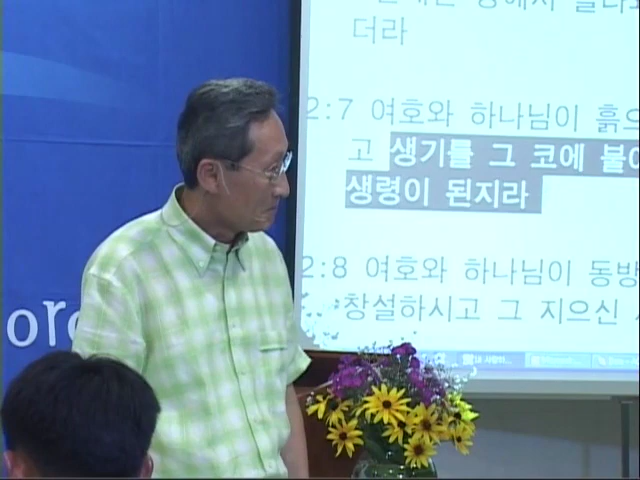 더라
2:7 여호와 하나님이 흙으
고 생기를 그 코에 불어
생령이 된지라
2:8 여호와 하나님이 동방
창설하시고 그 지으신
ord